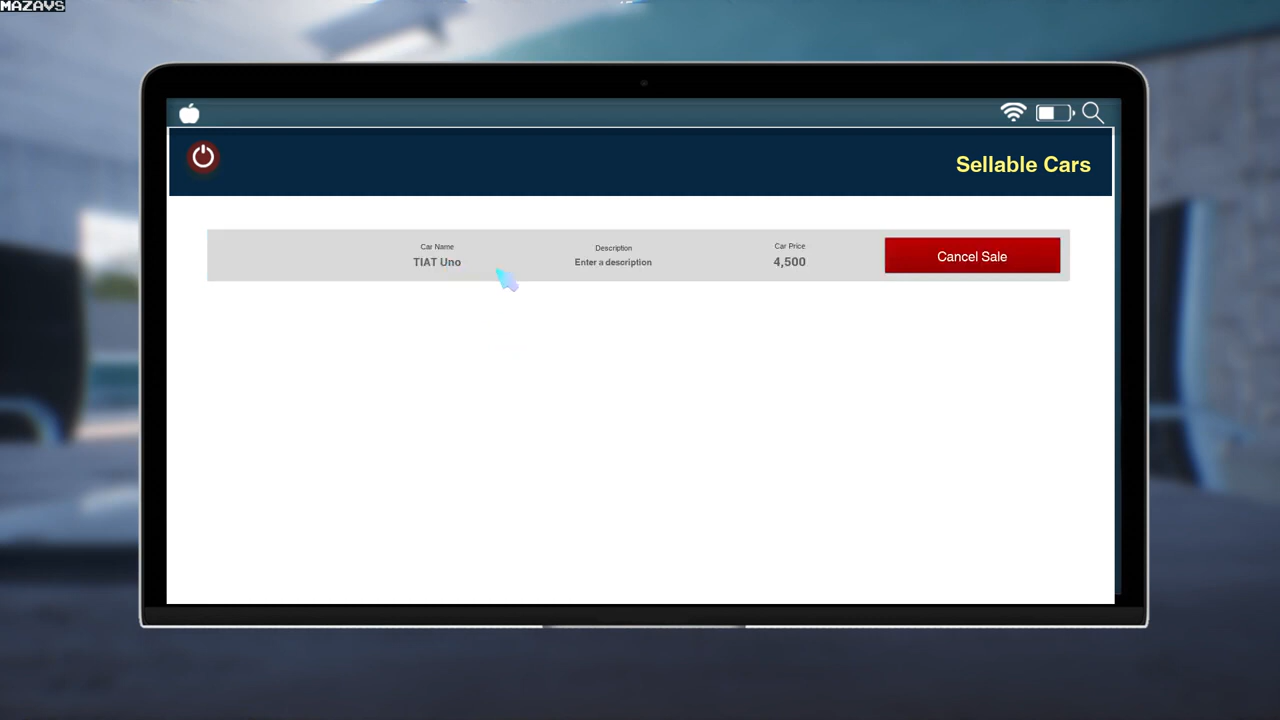 MAZAVS
Sellable Cars
Car Name
TIAT Uno
Description
Enter a description
Car Price
4,500
Cancel Sale